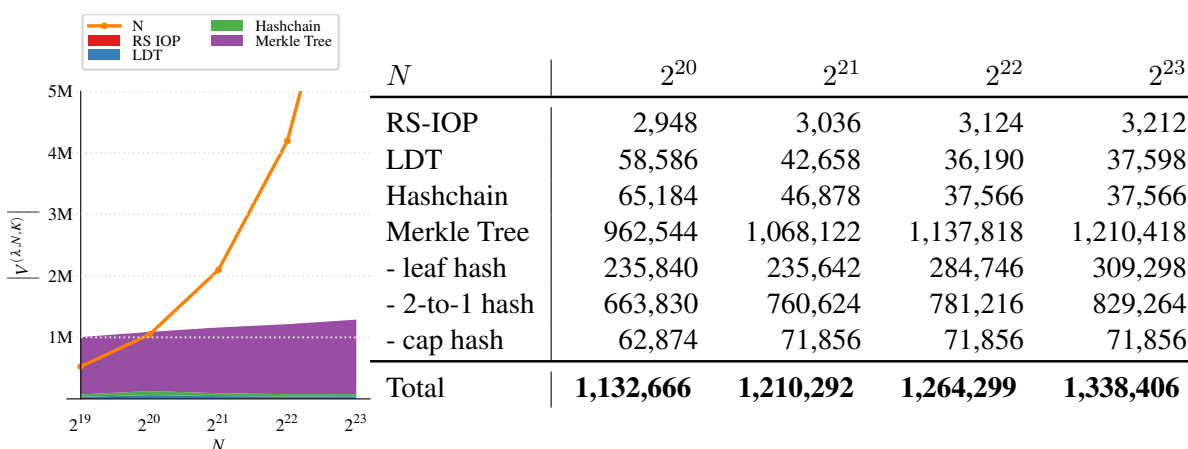 N
RS IOP
LDT
Hashchain
Merkle Tree
5M
4M
3M
2M
1M
|V^(λ,N,K)|
2^19 2^20 2^21 2^22 2^23
N
N 2^20 2^21 2^22 2^23
RS-IOP 2,948 3,036 3,124 3,212
LDT 58,586 42,658 36,190 37,598
Hashchain 65,184 46,878 37,566 37,566
Merkle Tree 962,544 1,068,122 1,137,818 1,210,418
- leaf hash 235,840 235,642 284,746 309,298
- 2-to-1 hash 663,830 760,624 781,216 829,264
- cap hash 62,874 71,856 71,856 71,856
Total 1,132,666 1,210,292 1,264,299 1,338,406